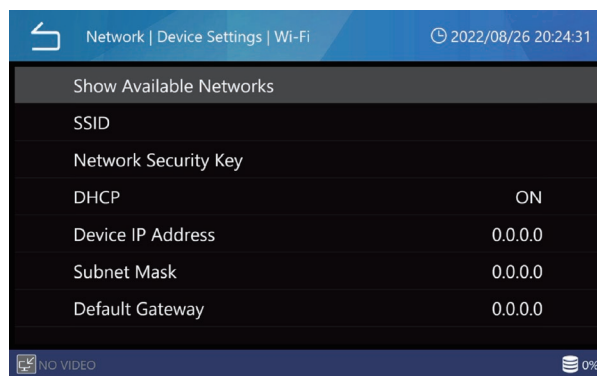 Network | Device Settings | Wi-Fi 2022/08/26 20:24:31
Show Available Networks
SSID
Network Security Key
DHCP ON
Device IP Address 0.0.0.0
Subnet Mask 0.0.0.0
Default Gateway 0.0.0.0
NO VIDEO 0%